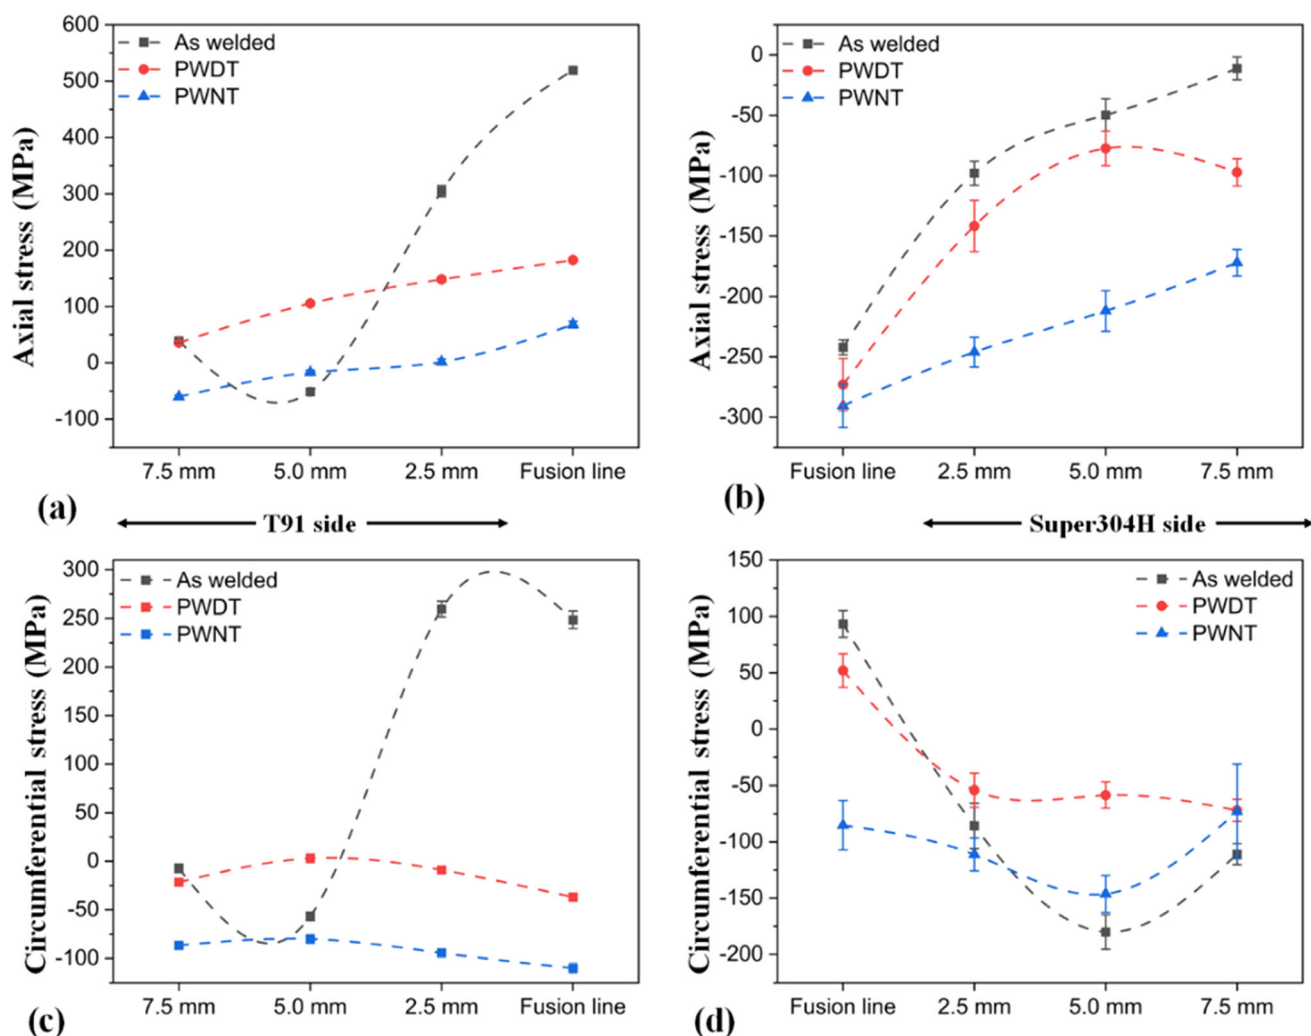 600
500
400
300
200
100
0
-100
Axial stress (MPa)
As welded
PWDT
PWNT
7.5 mm
5.0 mm
2.5 mm
Fusion line
(a)
T91 side
0
-50
-100
-150
-200
-250
-300
Axial stress (MPa)
As welded
PWDT
PWNT
Fusion line
2.5 mm
5.0 mm
7.5 mm
(b)
Super304H side
300
250
200
150
100
50
0
-50
-100
Circumferential stress (MPa)
As welded
PWDT
PWNT
7.5 mm
5.0 mm
2.5 mm
Fusion line
(c)
150
100
50
0
-50
-100
-150
-200
Circumferential stress (MPa)
As welded
PWDT
PWNT
Fusion line
2.5 mm
5.0 mm
7.5 mm
(d)